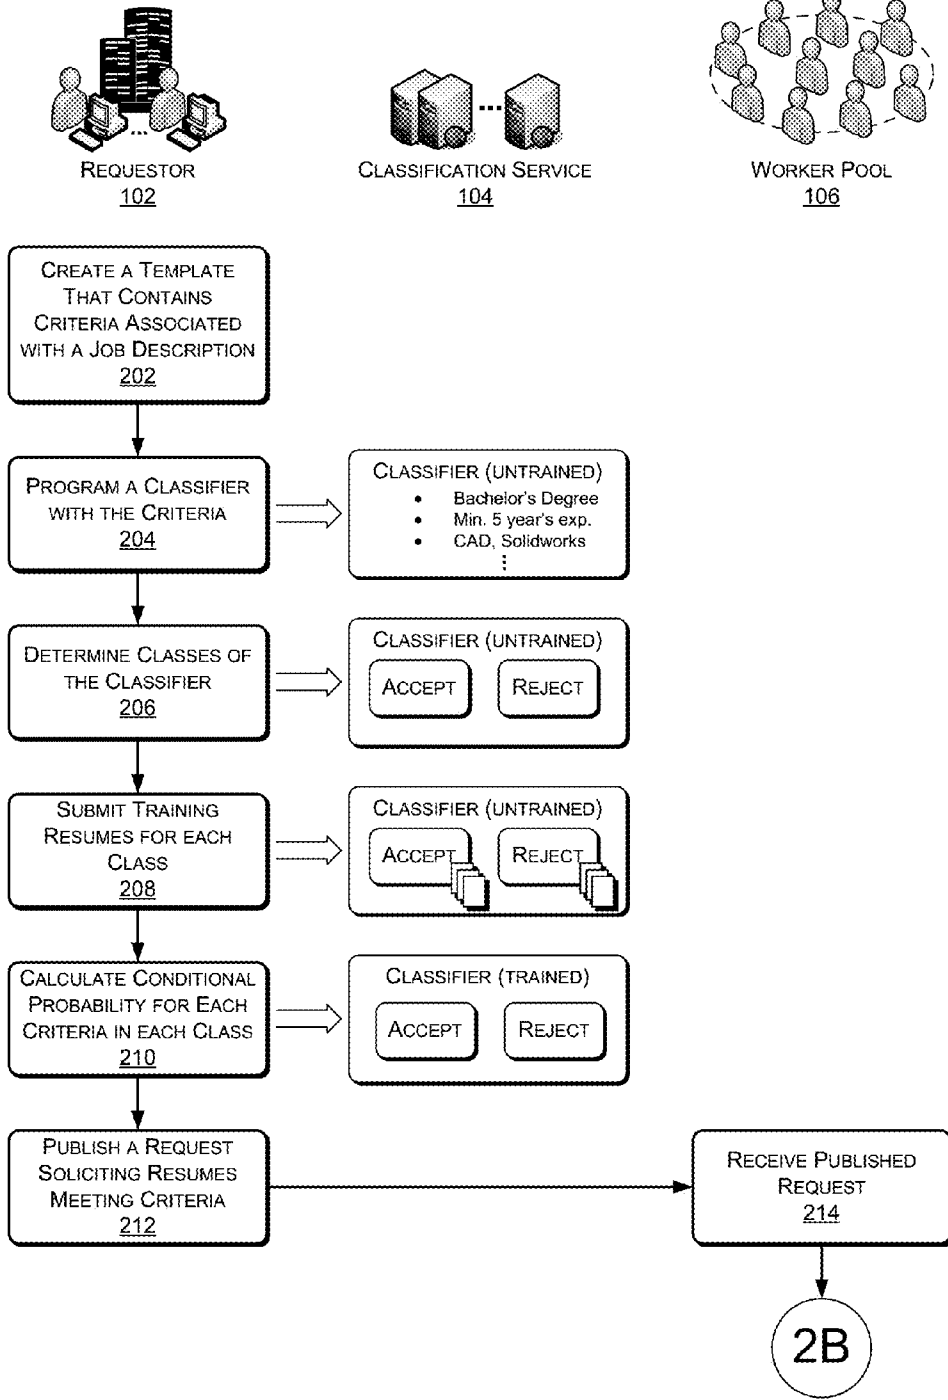 REQUESTOR
102
CLASSIFICATION SERVICE
104
WORKER POOL
106
CREATE A TEMPLATE
THAT CONTAINS
CRITERIA ASSOCIATED
WITH A JOB DESCRIPTION
202
PROGRAM A CLASSIFIER
WITH THE CRITERIA
204
CLASSIFIER (UNTRAINED)
• Bachelor's Degree
• Min. 5 year's exp.
• CAD, Solidworks
⋮
DETERMINE CLASSES OF
THE CLASSIFIER
206
CLASSIFIER (UNTRAINED)
ACCEPT REJECT
SUBMIT TRAINING
RESUMES FOR EACH
CLASS
208
CLASSIFIER (UNTRAINED)
ACCEPT REJECT
CALCULATE CONDITIONAL
PROBABILITY FOR EACH
CRITERIA IN EACH CLASS
210
CLASSIFIER (TRAINED)
ACCEPT REJECT
PUBLISH A REQUEST
SOLICITING RESUMES
MEETING CRITERIA
212
RECEIVE PUBLISHED
REQUEST
214
2B